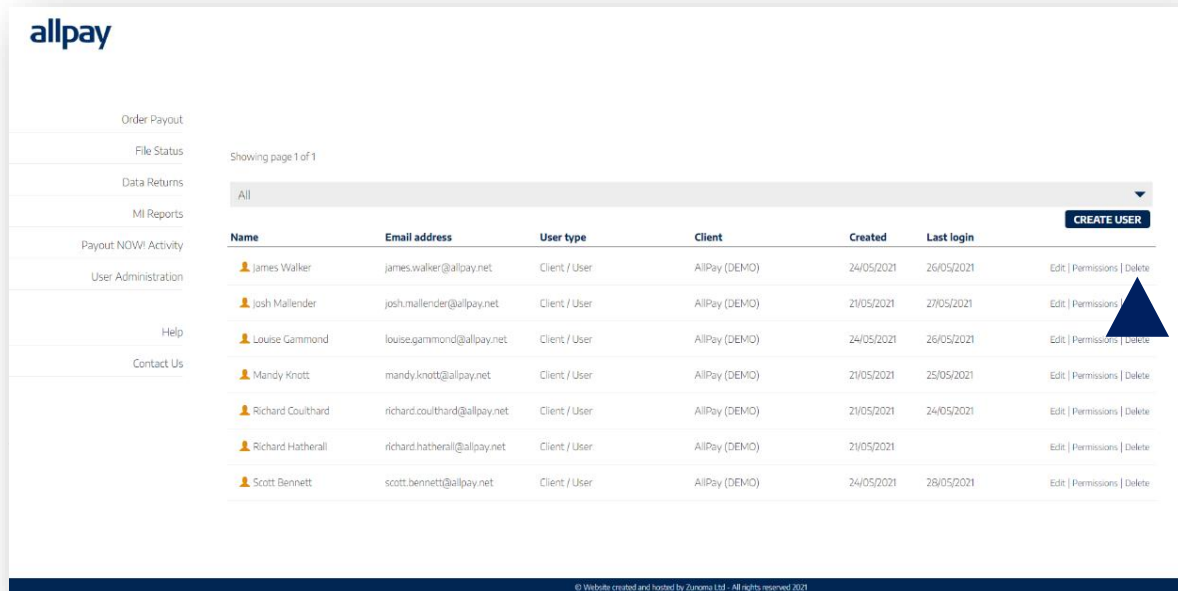 allpay
Order Payout
File Status
Data Returns
MI Reports
Payout NOW! Activity
User Administration
Help
Contact Us
Showing page 1 of 1
All
CREATE USER
Name Email address User type Client Created Last login
James Walker james.walker@allpay.net Client / User AllPay (DEMO) 24/05/2021 26/05/2021 Edit | Permissions | Delete
Josh Mallender josh.mallender@allpay.net Client / User AllPay (DEMO) 21/05/2021 27/05/2021 Edit | Permissions |
Louise Gammond louise.gammond@allpay.net Client / User AllPay (DEMO) 24/05/2021 26/05/2021 Edit | Permissions | Delete
Mandy Knott mandy.knott@allpay.net Client / User AllPay (DEMO) 21/05/2021 25/05/2021 Edit | Permissions | Delete
Richard Coulthard richard.coulthard@allpay.net Client / User AllPay (DEMO) 21/05/2021 24/05/2021 Edit | Permissions | Delete
Richard Hatherall richard.hatherall@allpay.net Client / User AllPay (DEMO) 21/05/2021 Edit | Permissions | Delete
Scott Bennett scott.bennett@allpay.net Client / User AllPay (DEMO) 24/05/2021 28/05/2021 Edit | Permissions | Delete
© Website created and hosted by Zunoma Ltd - All rights reserved 2021